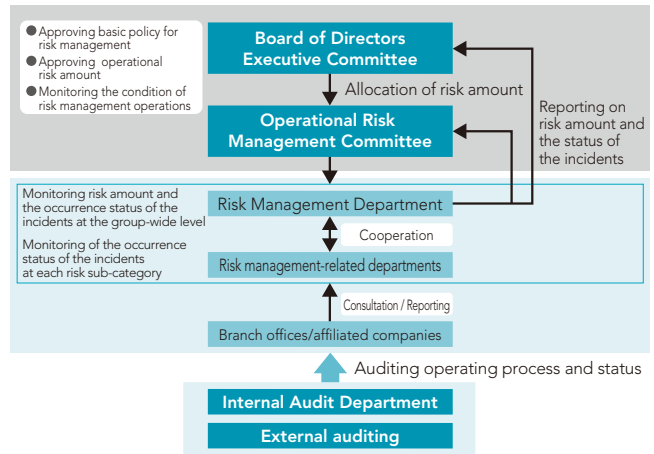 ● Approving basic policy for
risk management
● Approving operational
risk amount
● Monitoring the condition of
risk management operations
Board of Directors
Executive Committee
Allocation of risk amount
Operational Risk
Management Committee
Reporting on
risk amount and
the status of
the incidents
Monitoring risk amount and
the occurrence status of the
incidents at the group-wide level
Monitoring of the occurrence
status of the incidents
at each risk sub-category
Risk Management Department
Cooperation
Risk management-related departments
Consultation / Reporting
Branch offices/affiliated companies
Auditing operating process and status
Internal Audit Department
External auditing